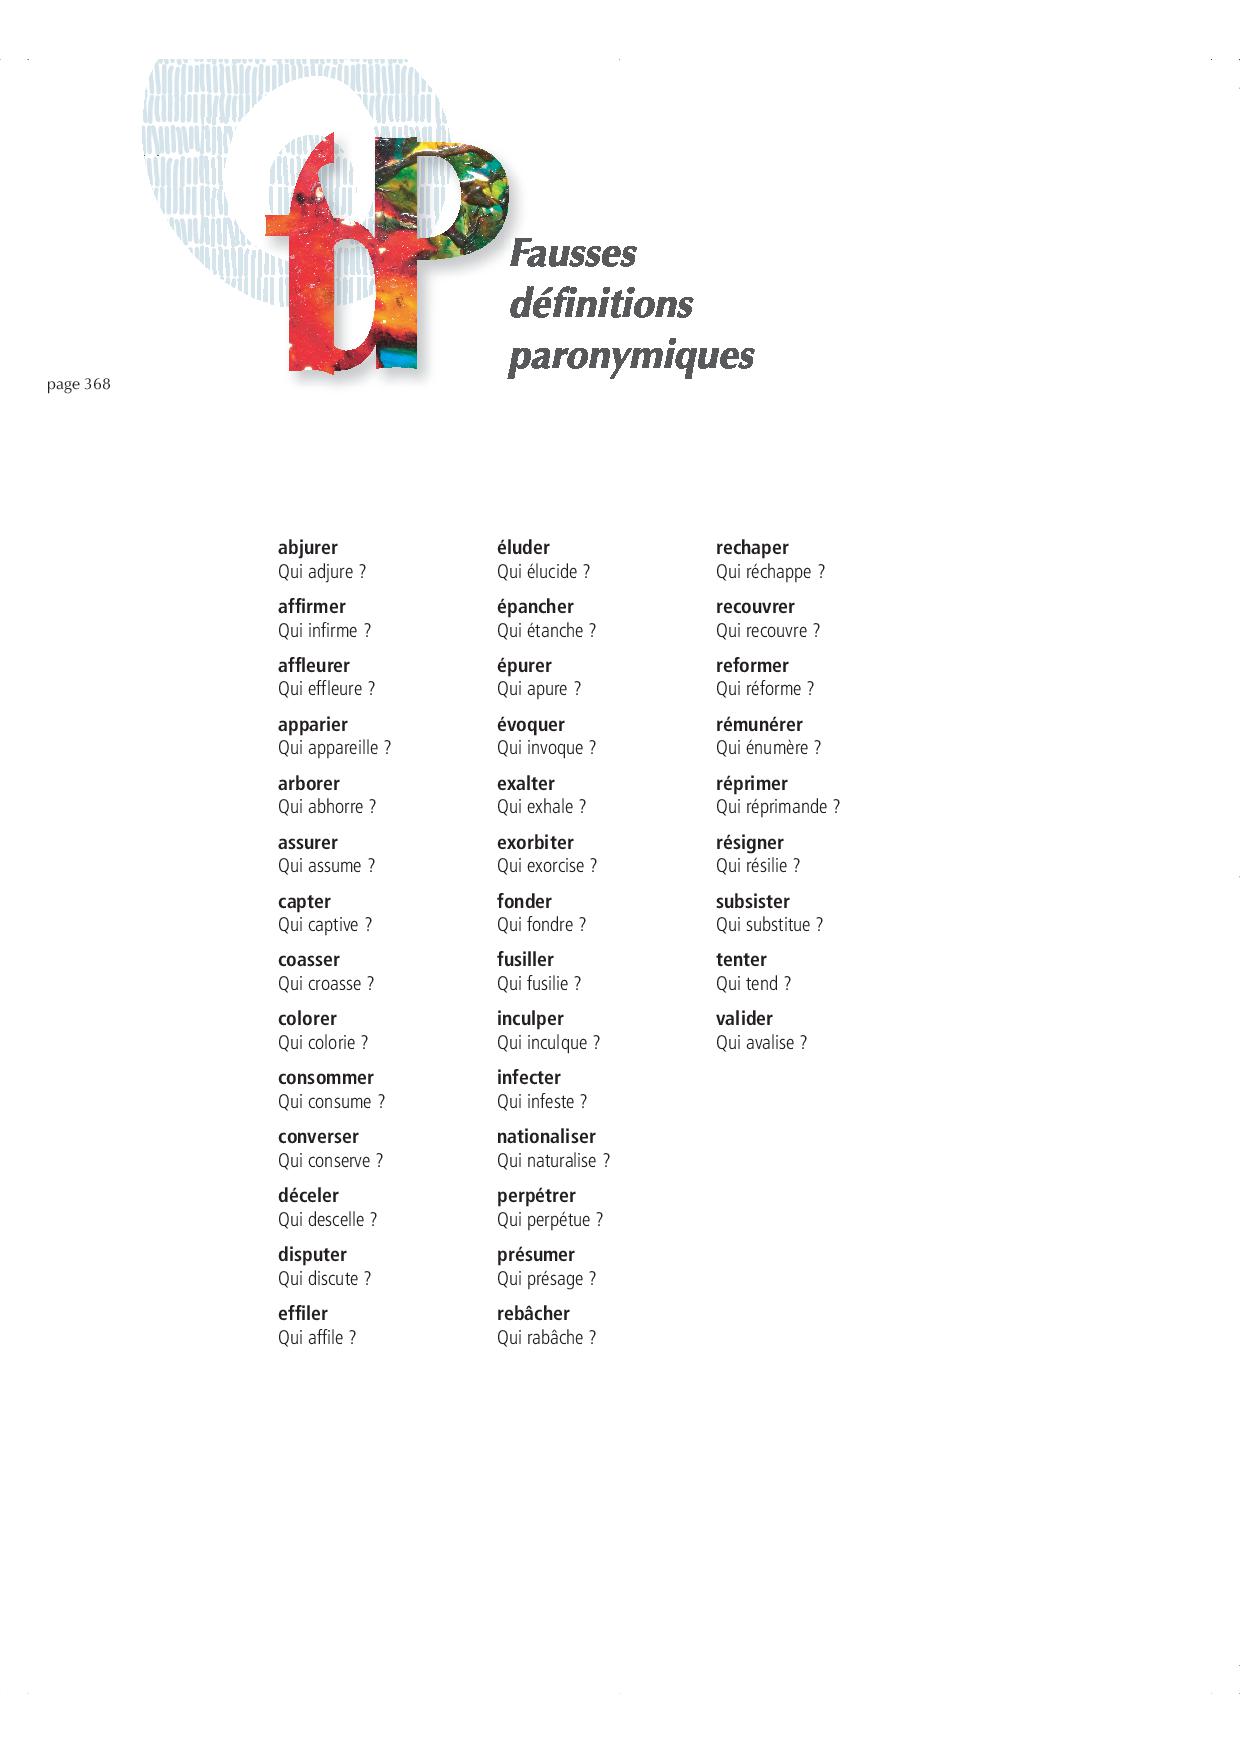 fdP
Fausses
définitions
paronymiques
page 368
abjurer
Qui adjure ?
affirmer
Qui infirme ?
affleurer
Qui effleure ?
apparier
Qui appareille ?
arborer
Qui abhorre ?
assurer
Qui assume ?
capter
Qui captive ?
coasser
Qui croasse ?
colorer
Qui colorie ?
consommer
Qui consume ?
converser
Qui conserve ?
déceler
Qui descelle ?
disputer
Qui discute ?
effiler
Qui affile ?
éluder
Qui élucide ?
épancher
Qui étanche ?
épurer
Qui apure ?
évoquer
Qui invoque ?
exalter
Qui exhale ?
exorbiter
Qui exorcise ?
fonder
Qui fondre ?
fusiller
Qui fusilie ?
inculper
Qui inculque ?
infecter
Qui infeste ?
nationaliser
Qui naturalise ?
perpétrer
Qui perpétue ?
présumer
Qui présage ?
rebâcher
Qui rabâche ?
rechaper
Qui réchappe ?
recouvrer
Qui recouvre ?
reformer
Qui réforme ?
rémunérer
Qui énumère ?
réprimer
Qui réprimande ?
résigner
Qui résilie ?
subsister
Qui substitue ?
tenter
Qui tend ?
valider
Qui avalise ?